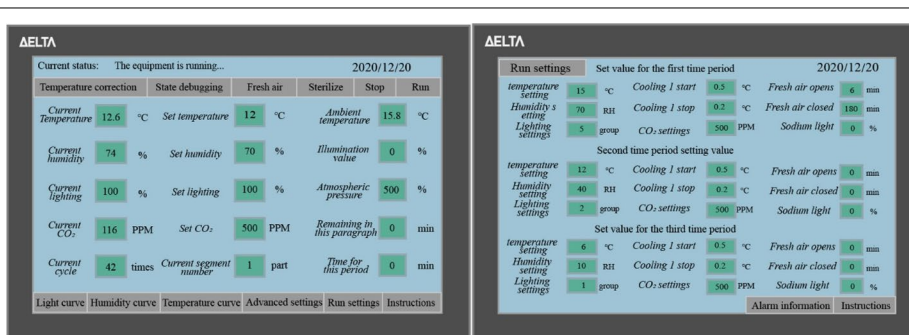 ΔELTA
Current status: The equipment is running... 2020/12/20
Temperature correction State debugging Fresh air Sterilize Stop Run
Current Temperature 12.6 °C Set temperature 12 °C Ambient temperature 15.8 °C
Current humidity 74 % Set humidity 70 % Illumination value 0 %
Current lighting 100 % Set lighting 100 % Atmospheric pressure 500 %
Current CO₂ 116 PPM Set CO₂ 500 PPM Remaining in this paragraph 0 min
Current cycle 42 times Current segment number 1 part Time for this period 0 min
Light curve Humidity curve Temperature curve Advanced settings Run settings Instructions
ΔELTA
Run settings Set value for the first time period 2020/12/20
temperature setting 15 °C Cooling 1 start 0.5 °C Fresh air opens 6 min
Humidity s etting 70 RH Cooling 1 stop 0.2 °C Fresh air closed 180 min
Lighting settings 5 group CO₂ settings 500 PPM Sodium light 0 %
Second time period setting value
temperature setting 12 °C Cooling 1 start 0.5 °C Fresh air opens 0 min
Humidity setting 40 RH Cooling 1 stop 0.2 °C Fresh air closed 0 min
Lighting settings 2 group CO₂ settings 500 PPM Sodium light 0 %
Set value for the third time period
temperature setting 6 °C Cooling 1 start 0.5 °C Fresh air opens 0 min
Humidity setting 10 RH Cooling 1 stop 0.2 °C Fresh air closed 0 min
Lighting settings 1 group CO₂ settings 500 PPM Sodium light 0 %
Alarm information Instructions